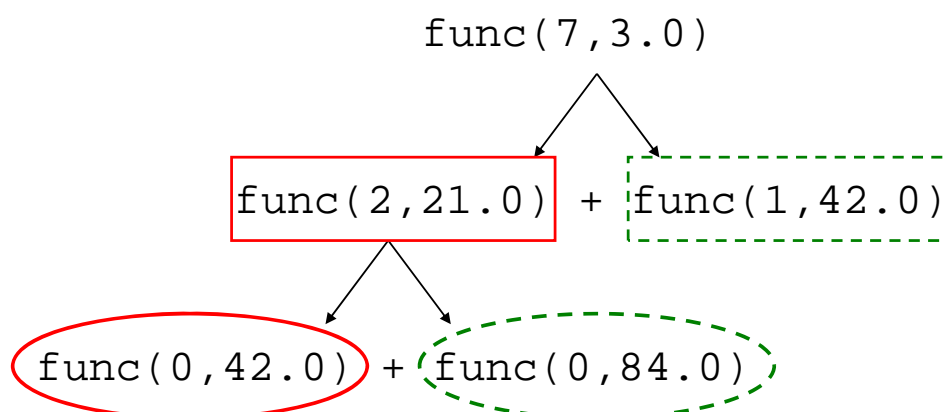 func(7,3.0)
func(2,21.0) + func(1,42.0)
func(0,42.0) + func(0,84.0)